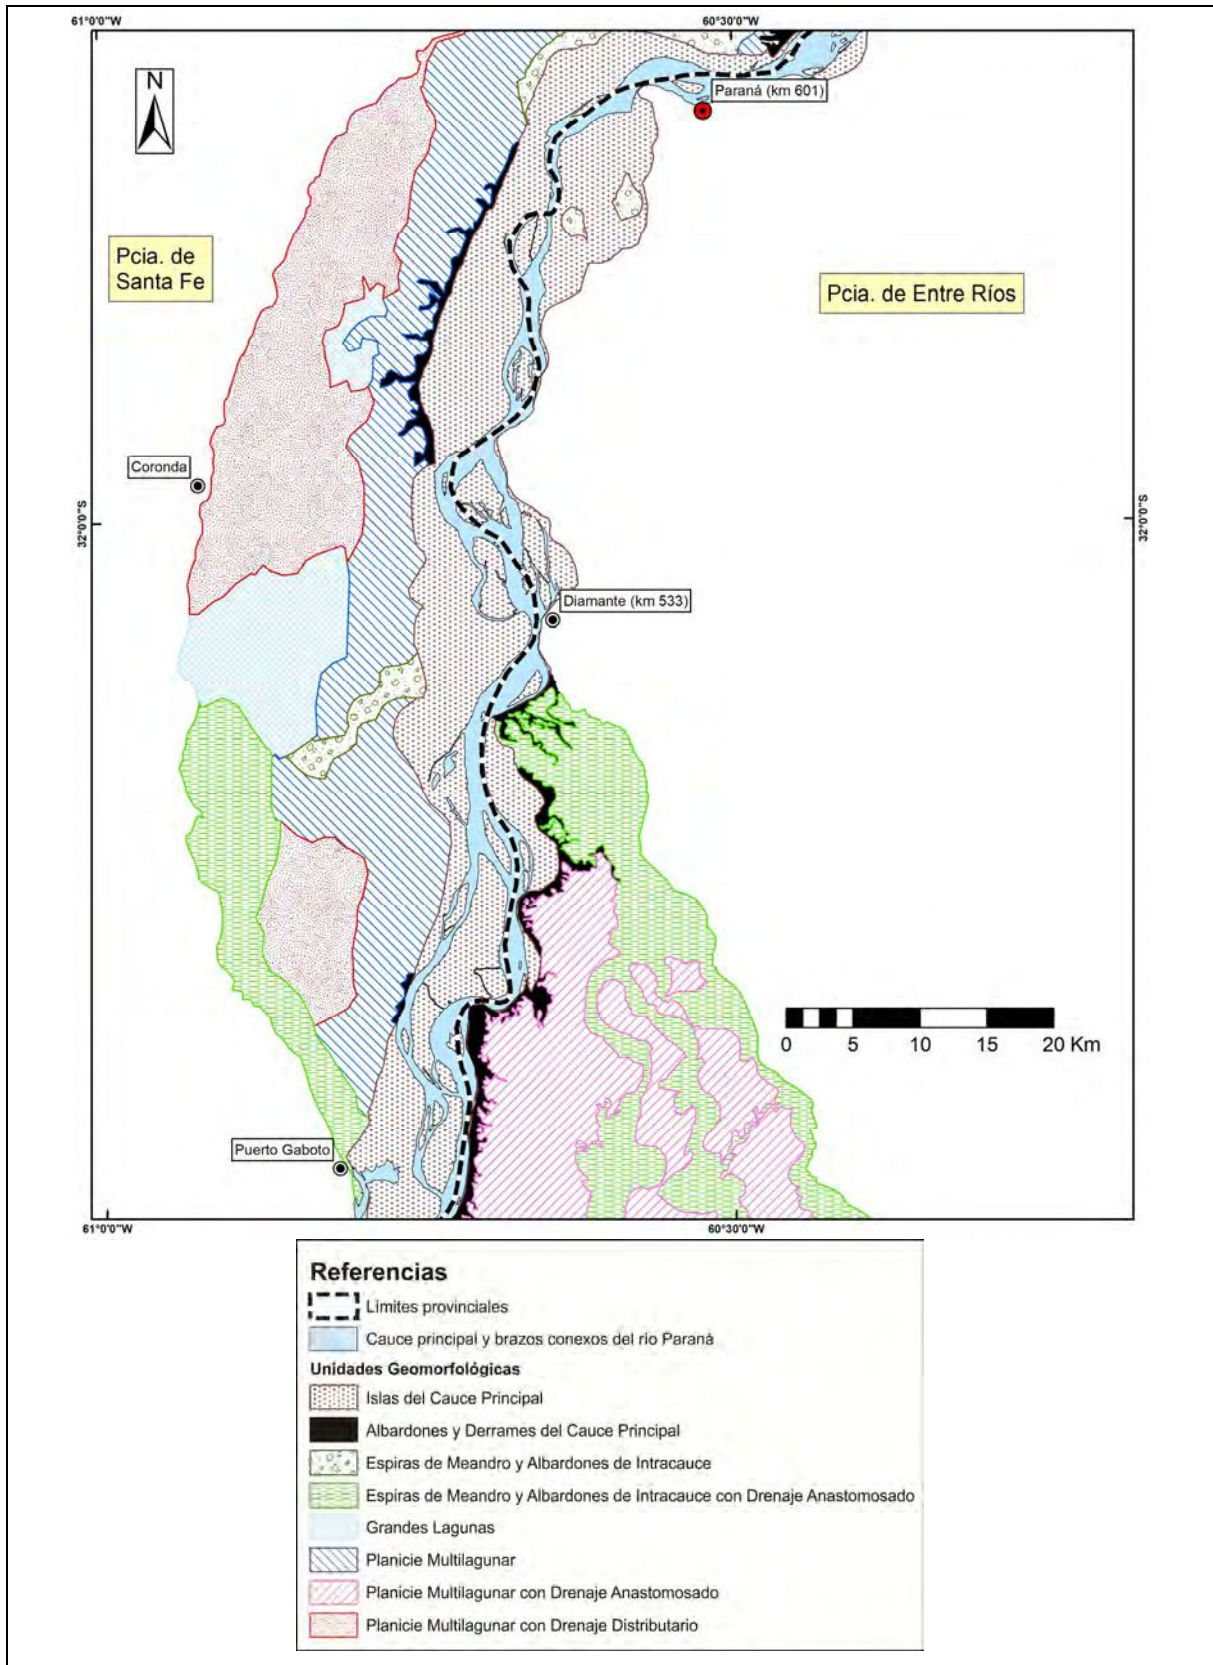 61°0'0"W
60°30'0"W
N
Paraná (km 601)
Pcia. de
Santa Fe
Pcia. de Entre Ríos
Coronda
32°0'0"S
32°0'0"S
Diamante (km 533)
0 5 10 15 20 Km
Puerto Gaboto
61°0'0"W
60°30'0"W
Referencias
Límites provinciales
Cauce principal y brazos conexos del río Paraná
Unidades Geomorfológicas
Islas del Cauce Principal
Albardones y Derrames del Cauce Principal
Espiras de Meandro y Albardones de Intracauce
Espiras de Meandro y Albardones de Intracauce con Drenaje Anastomosado
Grandes Lagunas
Planicie Multilagunar
Planicie Multilagunar con Drenaje Anastomosado
Planicie Multilagunar con Drenaje Distributario